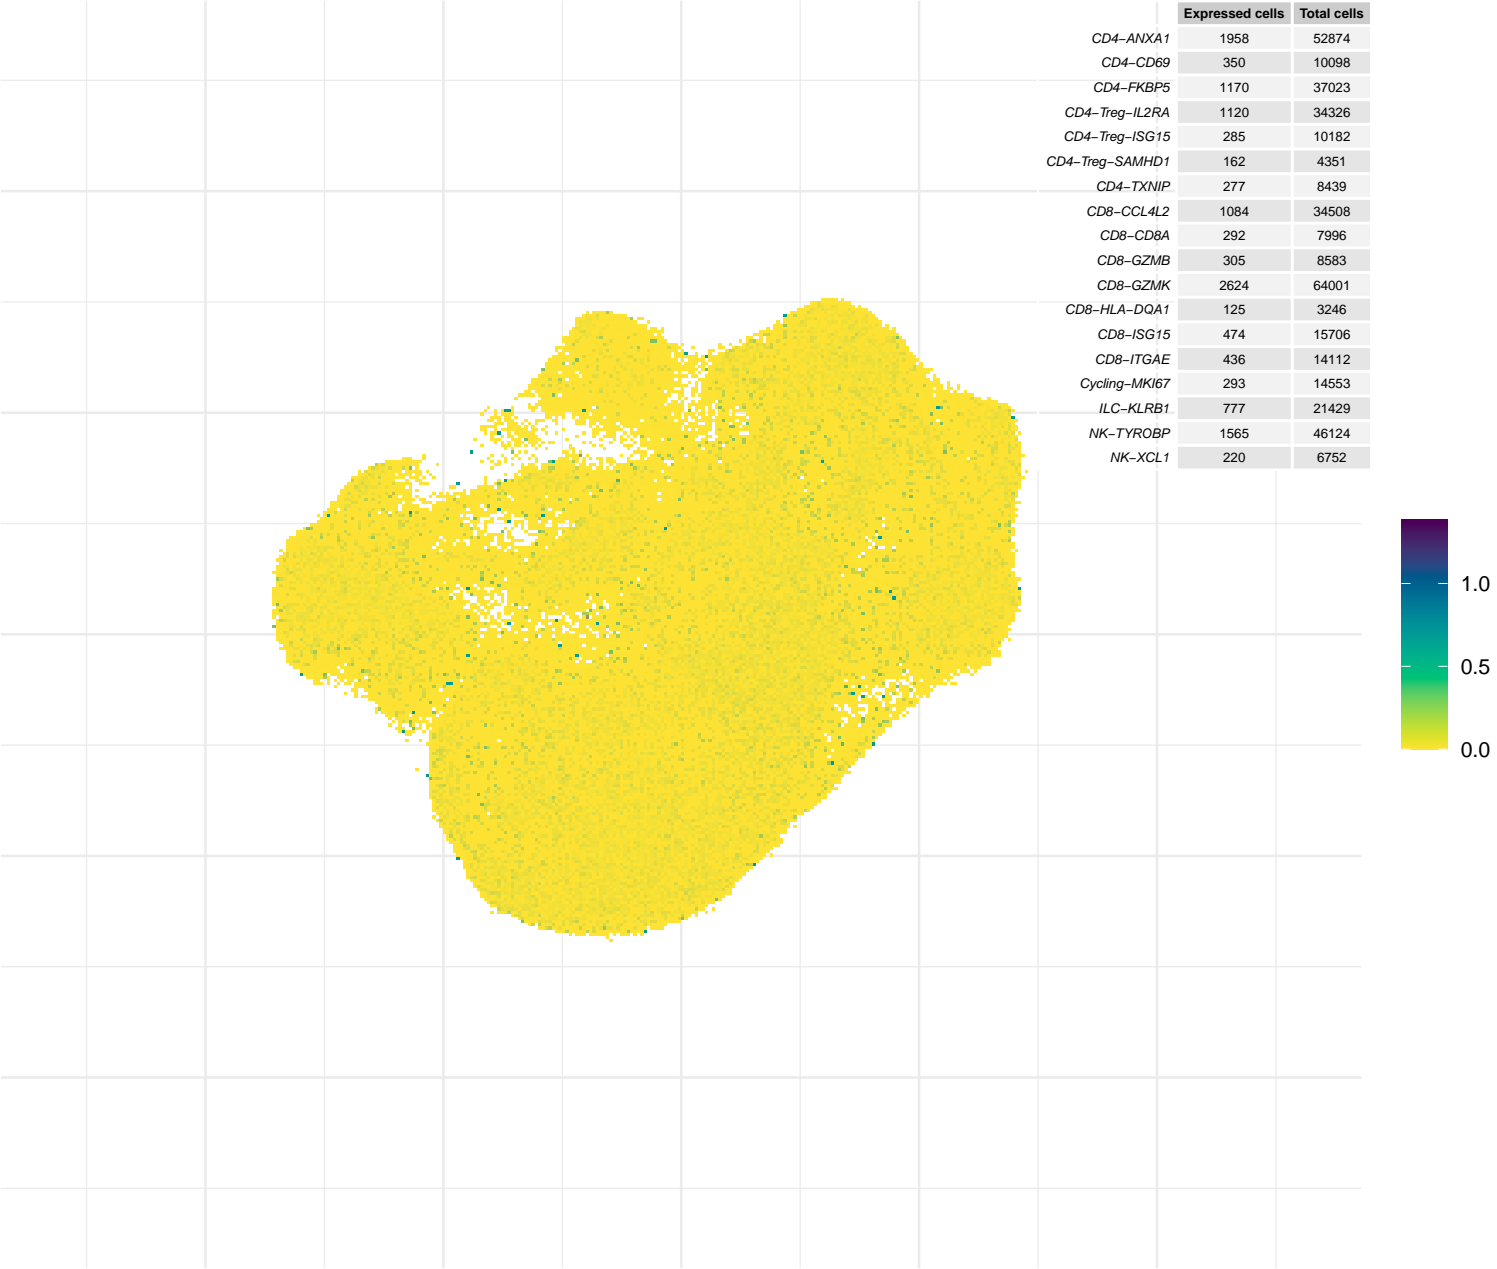 Expressed cells Total cells
CD4−ANXA1 1958 52874
CD4−CD69 350 10098
CD4−FKBP5 1170 37023
CD4−Treg−IL2RA 1120 34326
CD4−Treg−ISG15 285 10182
CD4−Treg−SAMHD1 162 4351
CD4−TXNIP 277 8439
CD8−CCL4L2 1084 34508
CD8−CD8A 292 7996
CD8−GZMB 305 8583
CD8−GZMK 2624 64001
CD8−HLA−DQA1 125 3246
CD8−ISG15 474 15706
CD8−ITGAE 436 14112
Cycling−MKI67 293 14553
ILC−KLRB1 777 21429
NK−TYROBP 1565 46124
NK−XCL1 220 6752
1.0
0.5
0.0